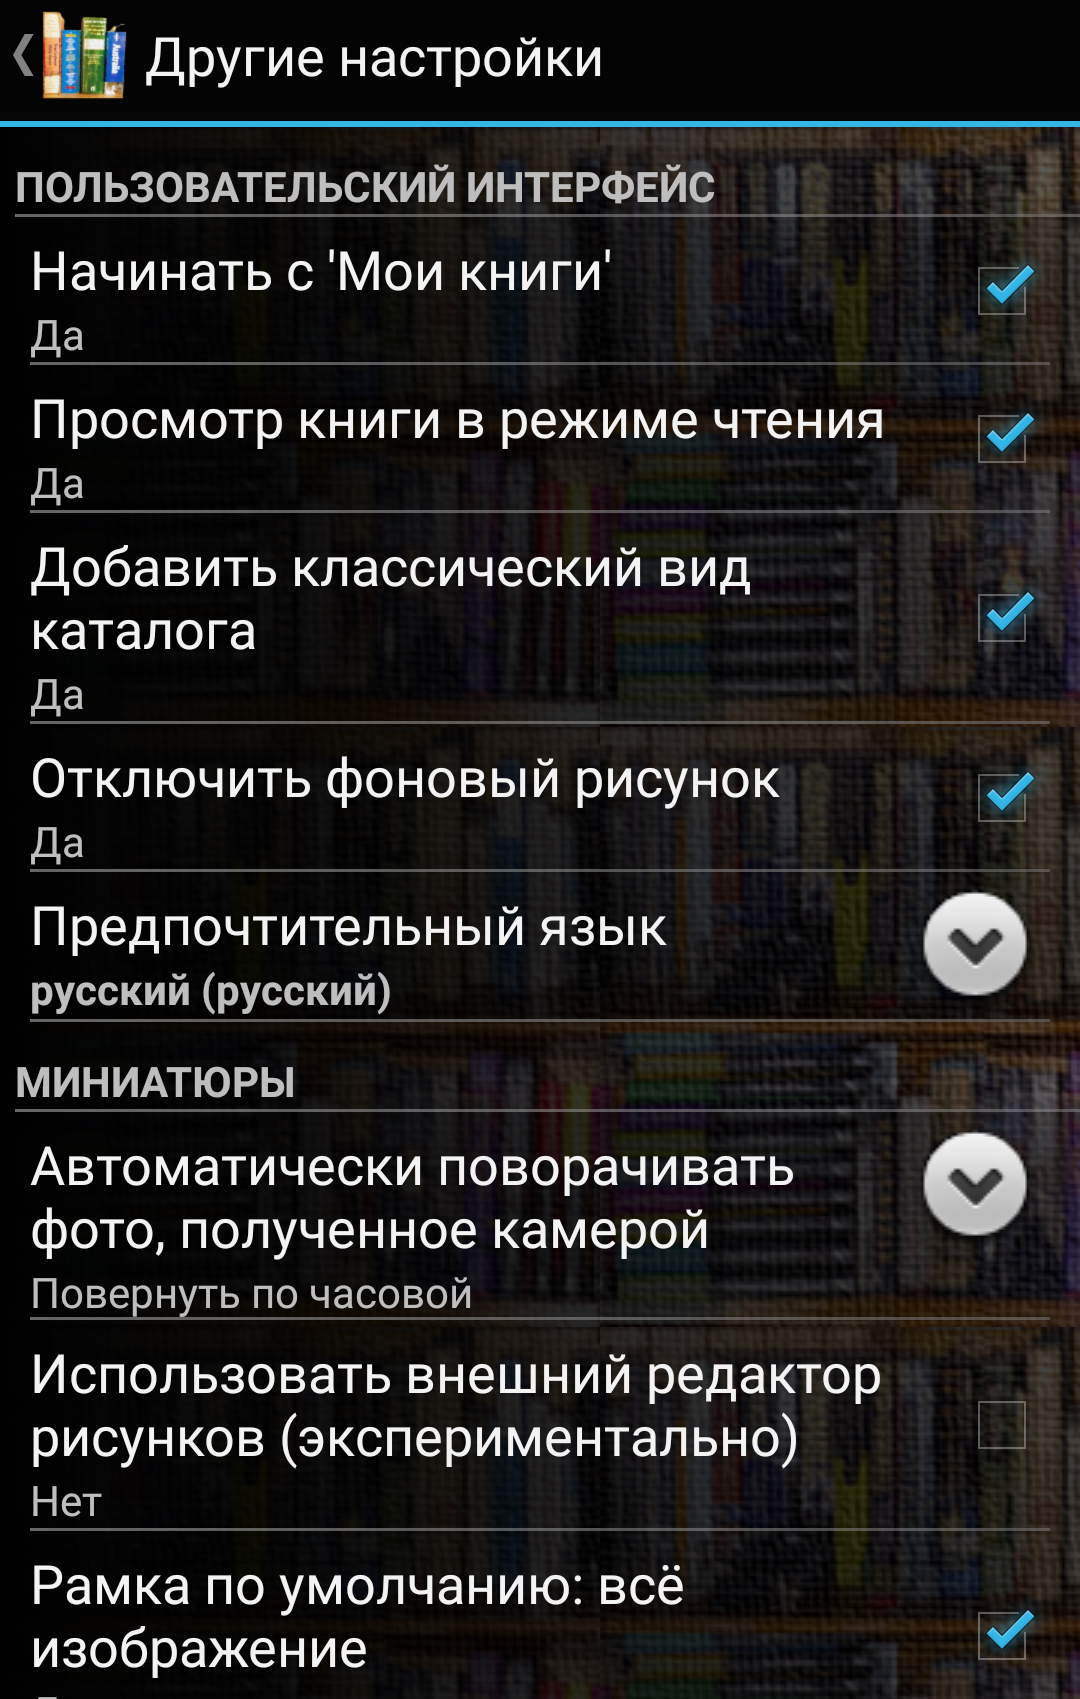 Другие настройки
ПОЛЬЗОВАТЕЛЬСКИЙ ИНТЕРФЕЙС
Начинать с 'Мои книги'
Да
Просмотр книги в режиме чтения
Да
Добавить классический вид
каталога
Да
Отключить фоновый рисунок
Да
Предпочтительный язык
русский (русский)
МИНИАТЮРЫ
Автоматически поворачивать
фото, полученное камерой
Повернуть по часовой
Использовать внешний редактор
рисунков (экспериментально)
Нет
Рамка по умолчанию: всё
изображение